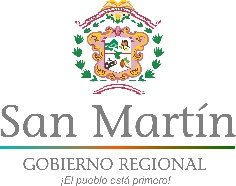 San Martín
GOBIERNO REGIONAL
¡El pueblo está primero!